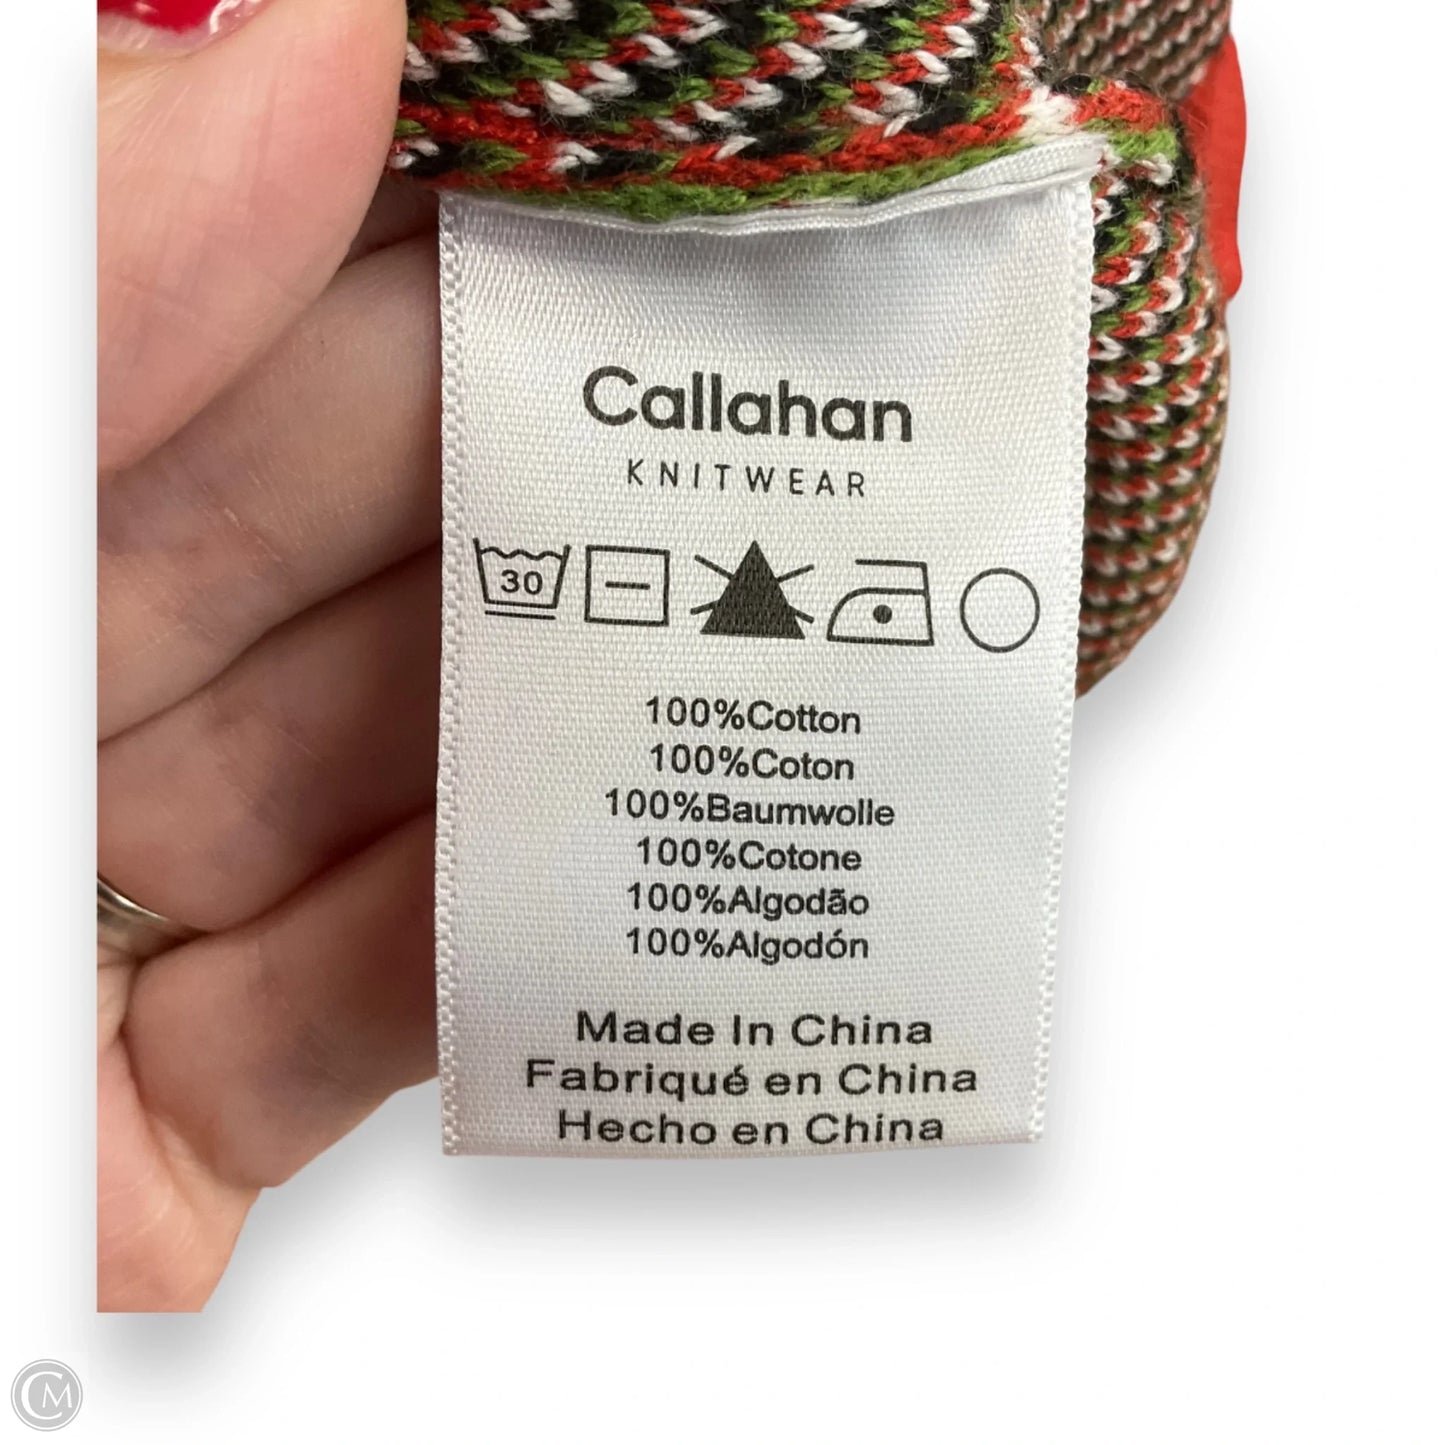 Callahan
KNITWEAR
30
100%Cotton
100%Coton
100%Baumwolle
100%Cotone
100%Algodão
100%Algodón
Made In China
Fabriqué en China
Hecho en China
CM